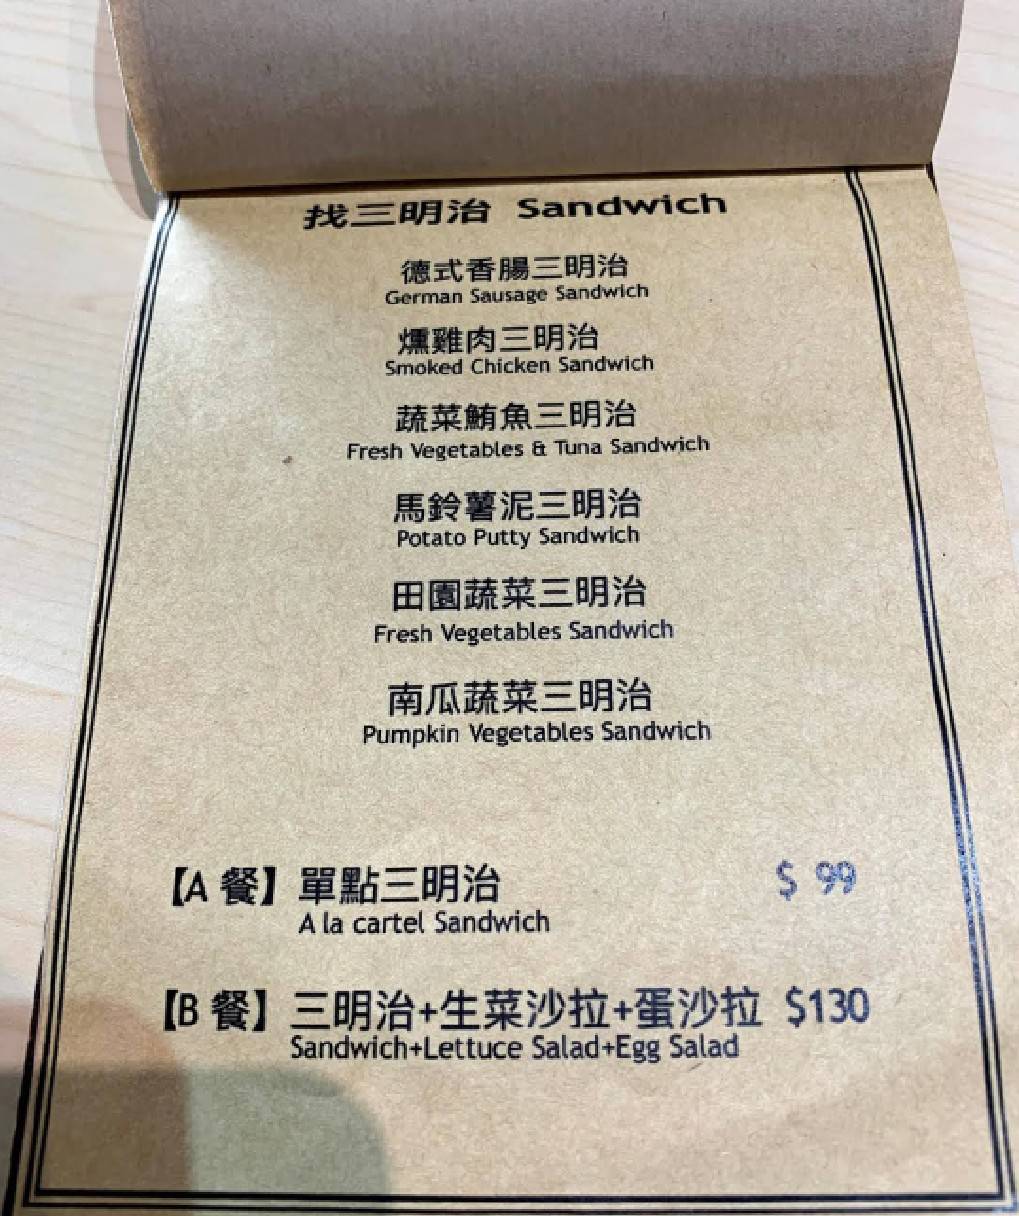 找三明治 Sandwich
德式香腸三明治
German Sausage Sandwich
燻雞肉三明治
Smoked Chicken Sandwich
蔬菜鮪魚三明治
Fresh Vegetables & Tuna Sandwich
馬鈴薯泥三明治
Potato Putty Sandwich
田園蔬菜三明治
Fresh Vegetables Sandwich
南瓜蔬菜三明治
Pumpkin Vegetables Sandwich
【A 餐】單點三明治 $ 99
A la cartel Sandwich
【B 餐】三明治+生菜沙拉+蛋沙拉 $130
Sandwich+Lettuce Salad+Egg Salad